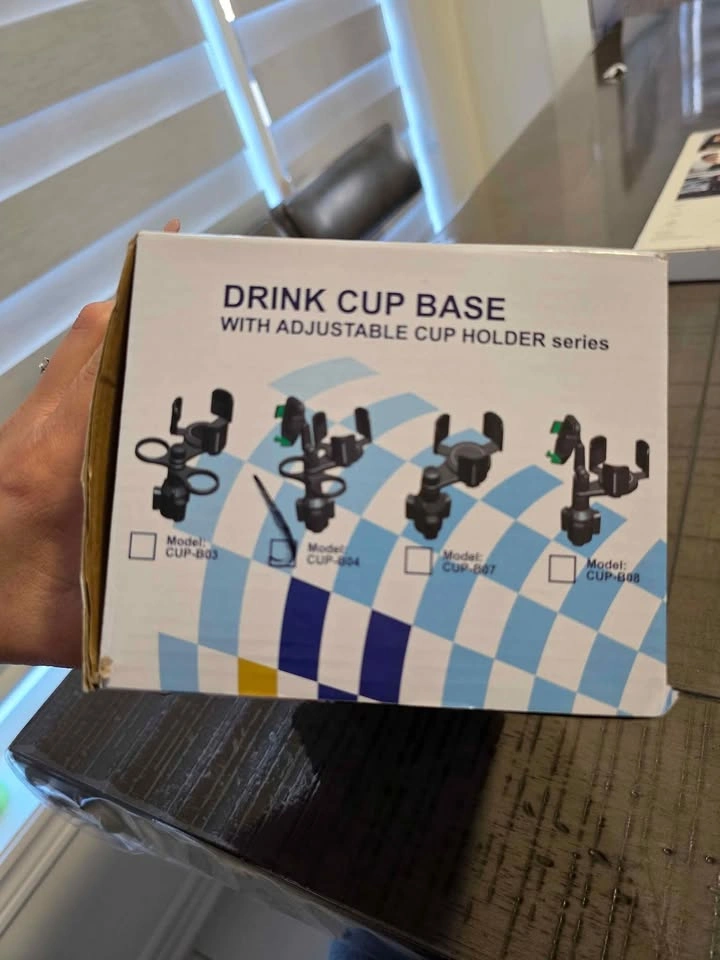 DRINK CUP BASE
WITH ADJUSTABLE CUP HOLDER series
Model:
CUP-B03
Model:
CUP-B04
Model:
CUP-B07
Model:
CUP-B08